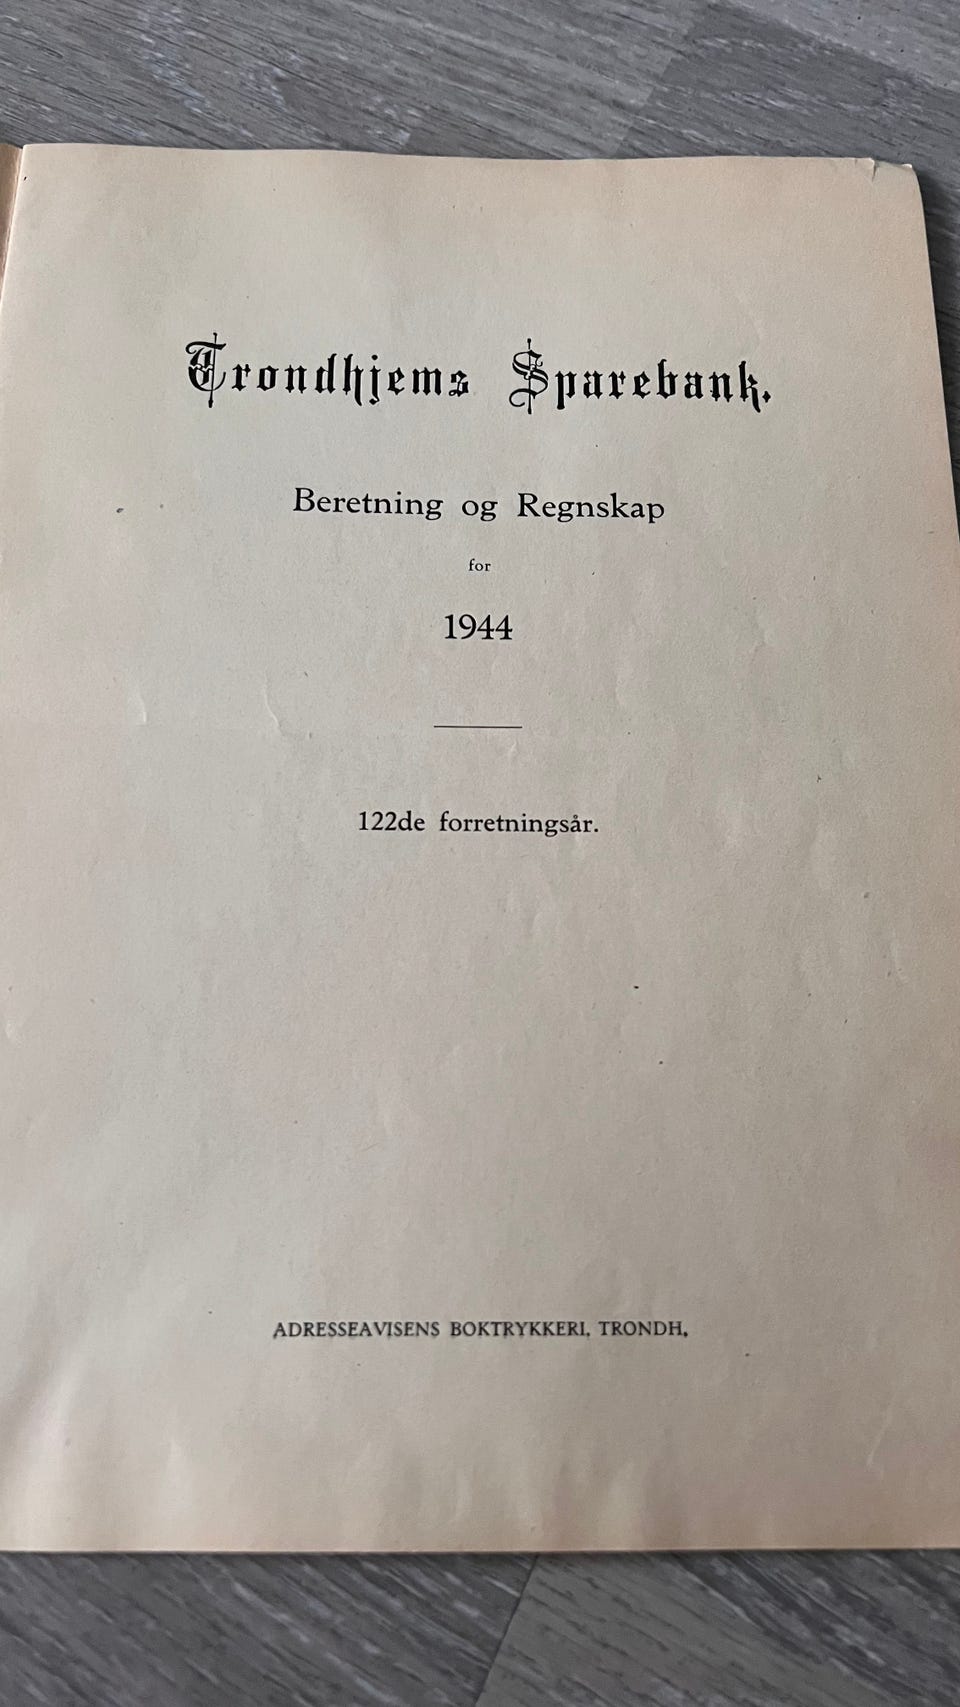 Trondhjems Sparebank.
Beretning og Regnskap
for
1944
122de forretningsår.
ADRESSEAVISENS BOKTRYKKERI, TRONDH.